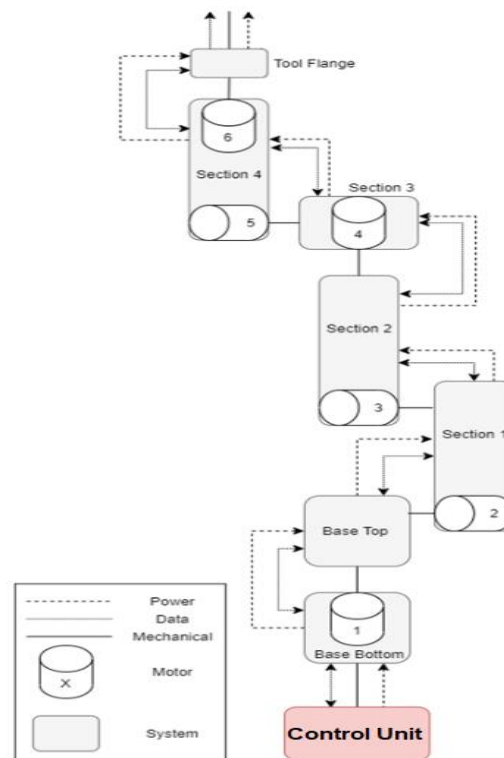 Tool Flange
6
Section 4
5
Section 3
4
Section 2
3
Section 1
2
Base Top
1
Base Bottom
Control Unit
Power
Data
Mechanical
X
Motor
System